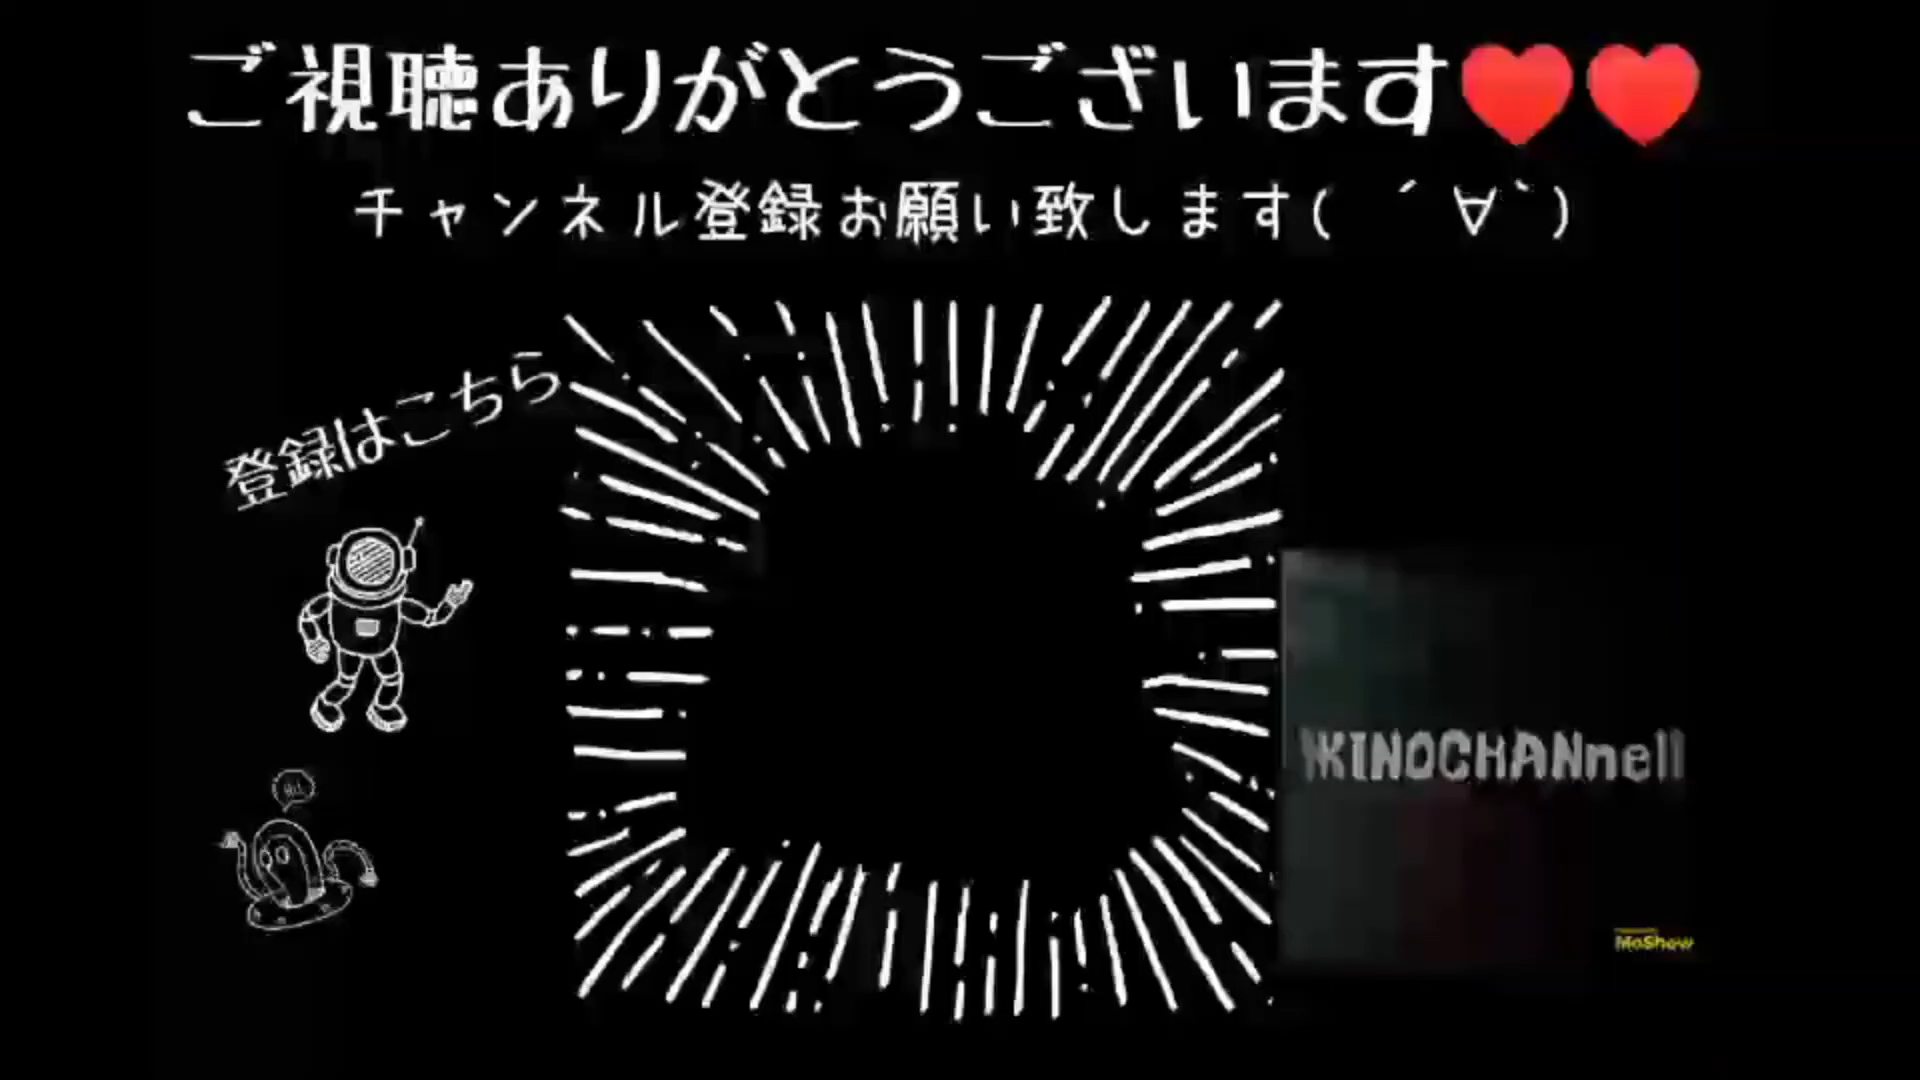 ご視聴ありがとうございます♥♥
チャンネル登録お願い致します( ´ ∀`)
登録はこちら
KINOCHANnell
MoShow